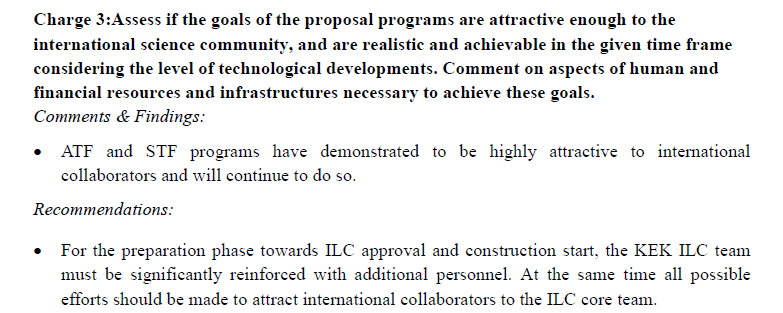 Charge 3:Assess if the goals of the proposal programs are attractive enough to the
international science community, and are realistic and achievable in the given time frame
considering the level of technological developments. Comment on aspects of human and
financial resources and infrastructures necessary to achieve these goals.
Comments & Findings:
• ATF and STF programs have demonstrated to be highly attractive to international
collaborators and will continue to do so.
Recommendations:
• For the preparation phase towards ILC approval and construction start, the KEK ILC team
must be significantly reinforced with additional personnel. At the same time all possible
efforts should be made to attract international collaborators to the ILC core team.